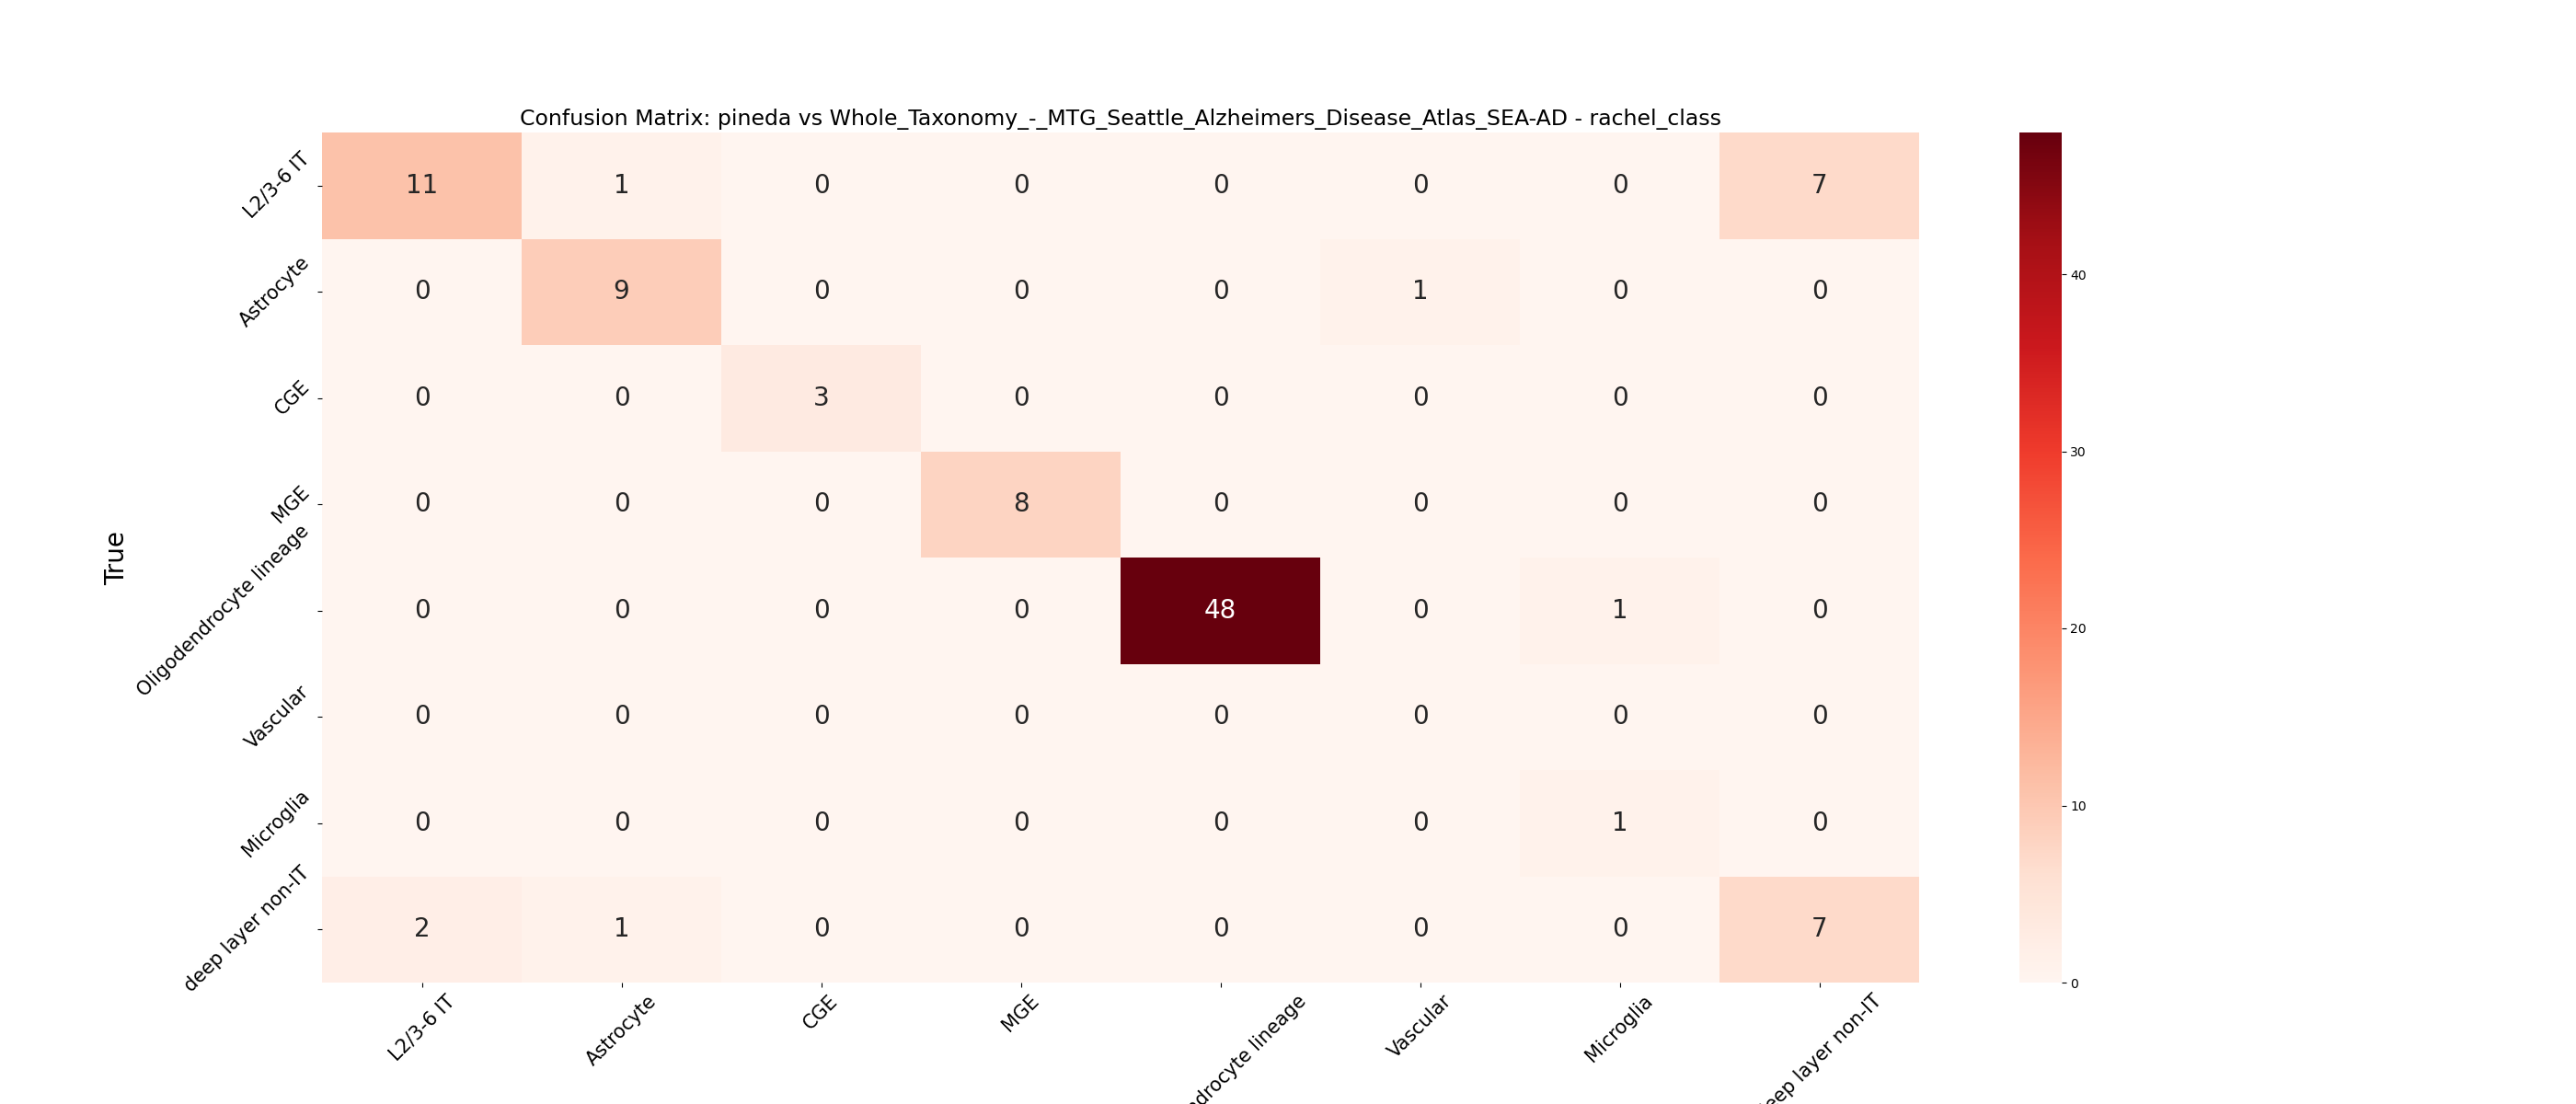 Confusion Matrix: pineda vs Whole_Taxonomy_-_MTG_Seattle_Alzheimers_Disease_Atlas_SEA-AD - rachel_class
L2/3-6 IT 11 1 0 0 0 0 0 7
Astrocyte 0 9 0 0 0 1 0 0
CGE 0 0 3 0 0 0 0 0
MGE 0 0 0 8 0 0 0 0
Oligodendrocyte lineage 0 0 0 0 48 0 1 0
Vascular 0 0 0 0 0 0 0 0
Microglia 0 0 0 0 0 0 1 0
deep layer non-IT 2 1 0 0 0 0 0 7
True
L2/3-6 IT Astrocyte CGE MGE lineage Vascular Microglia layer non-IT
40
30
20
10
0